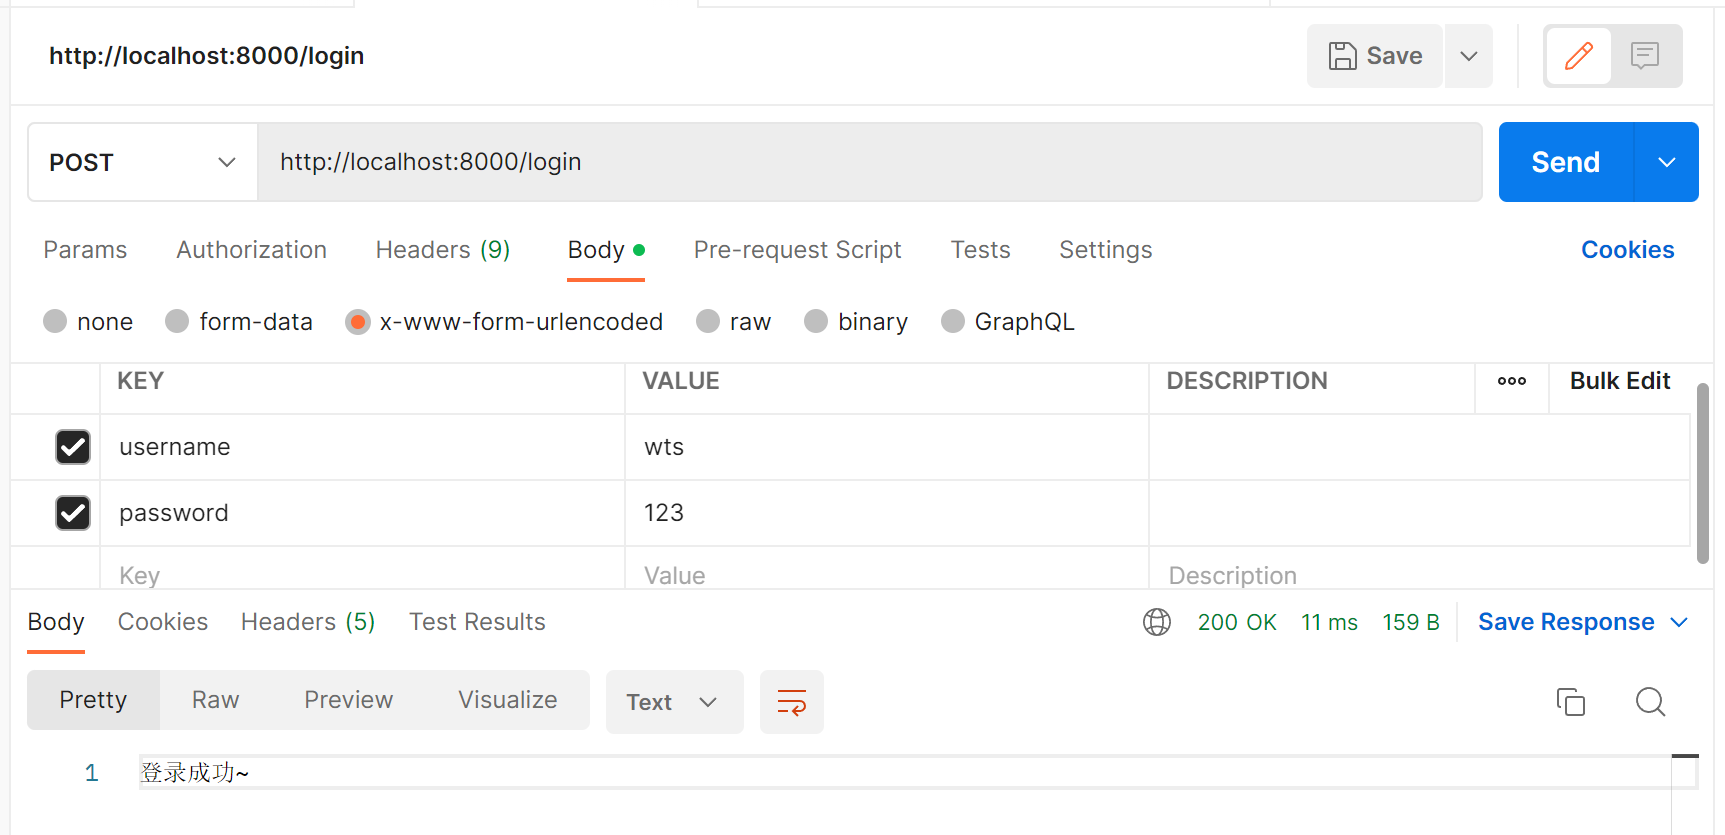 http://localhost:8000/login
Save
POST
http://localhost:8000/login
Send
Params Authorization Headers (9) Body Pre-request Script Tests Settings Cookies
none form-data x-www-form-urlencoded raw binary GraphQL
KEY VALUE DESCRIPTION Bulk Edit
username wts
password 123
Key Value Description
Body Cookies Headers (5) Test Results 200 OK 11 ms 159 B Save Response
Pretty Raw Preview Visualize Text
1 登录成功~